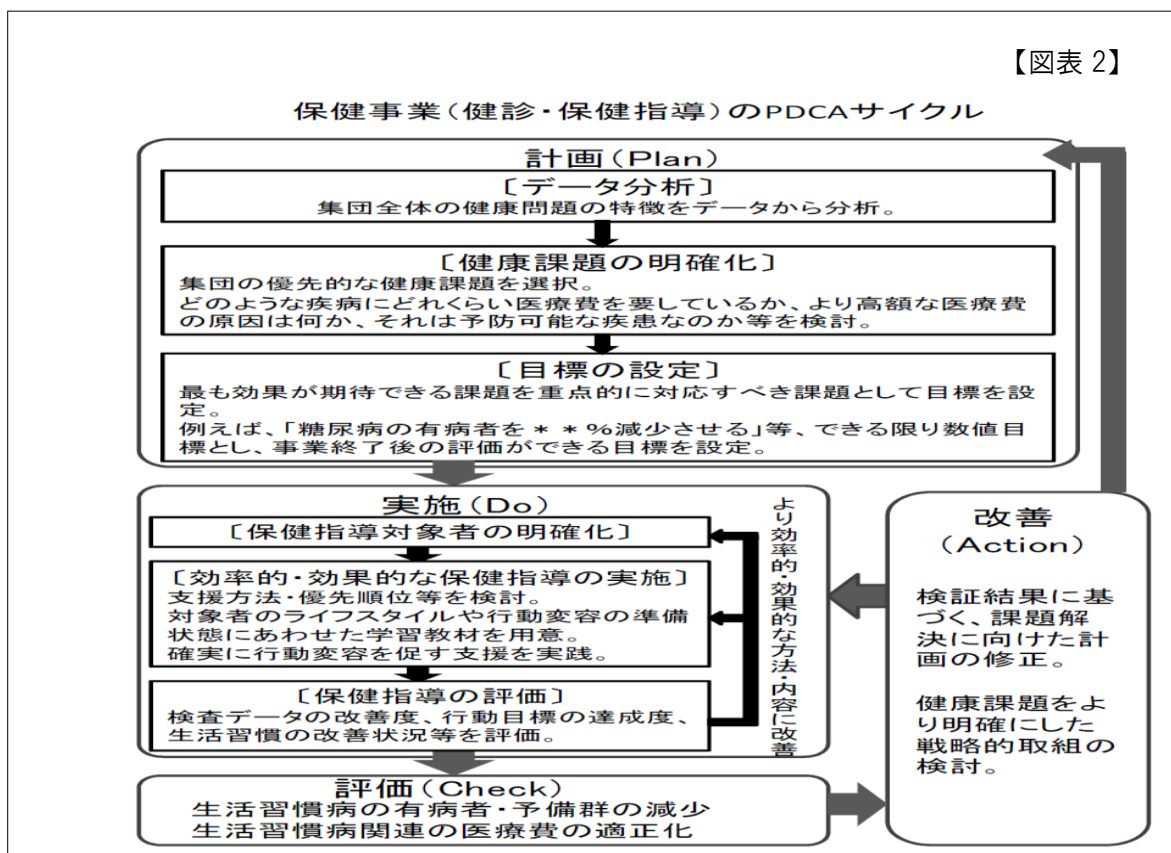 【図表 2】
保健事業(健診・保健指導)のPDCAサイクル
計画(Plan)
〔データ分析〕
集団全体の健康問題の特徴をデータから分析。
〔健康課題の明確化〕
集団の優先的な健康課題を選択。
どのような疾病にどれくらい医療費を要しているか、より高額な医療費
の原因は何か、それは予防可能な疾患なのか等を検討。
〔目標の設定〕
最も効果が期待できる課題を重点的に対応すべき課題として目標を設
定。
例えば、「糖尿病の有病者を＊＊%減少させる」等、できる限り数値目
標とし、事業終了後の評価ができる目標を設定。
実施(Do)
〔保健指導対象者の明確化〕
〔効率的・効果的な保健指導の実施〕
支援方法・優先順位等を検討。
対象者のライフスタイルや行動変容の準備
状態にあわせた学習教材を用意。
確実に行動変容を促す支援を実践。
〔保健指導の評価〕
検査データの改善度、行動目標の達成度、
生活習慣の改善状況等を評価。
より効率的・効果的な方法・内容に改善
評価(Check)
生活習慣病の有病者・予備群の減少
生活習慣病関連の医療費の適正化
改善
(Action)
検証結果に基
づく、課題解
決に向けた計
画の修正。
健康課題をよ
り明確にした
戦略的取組の
検討。